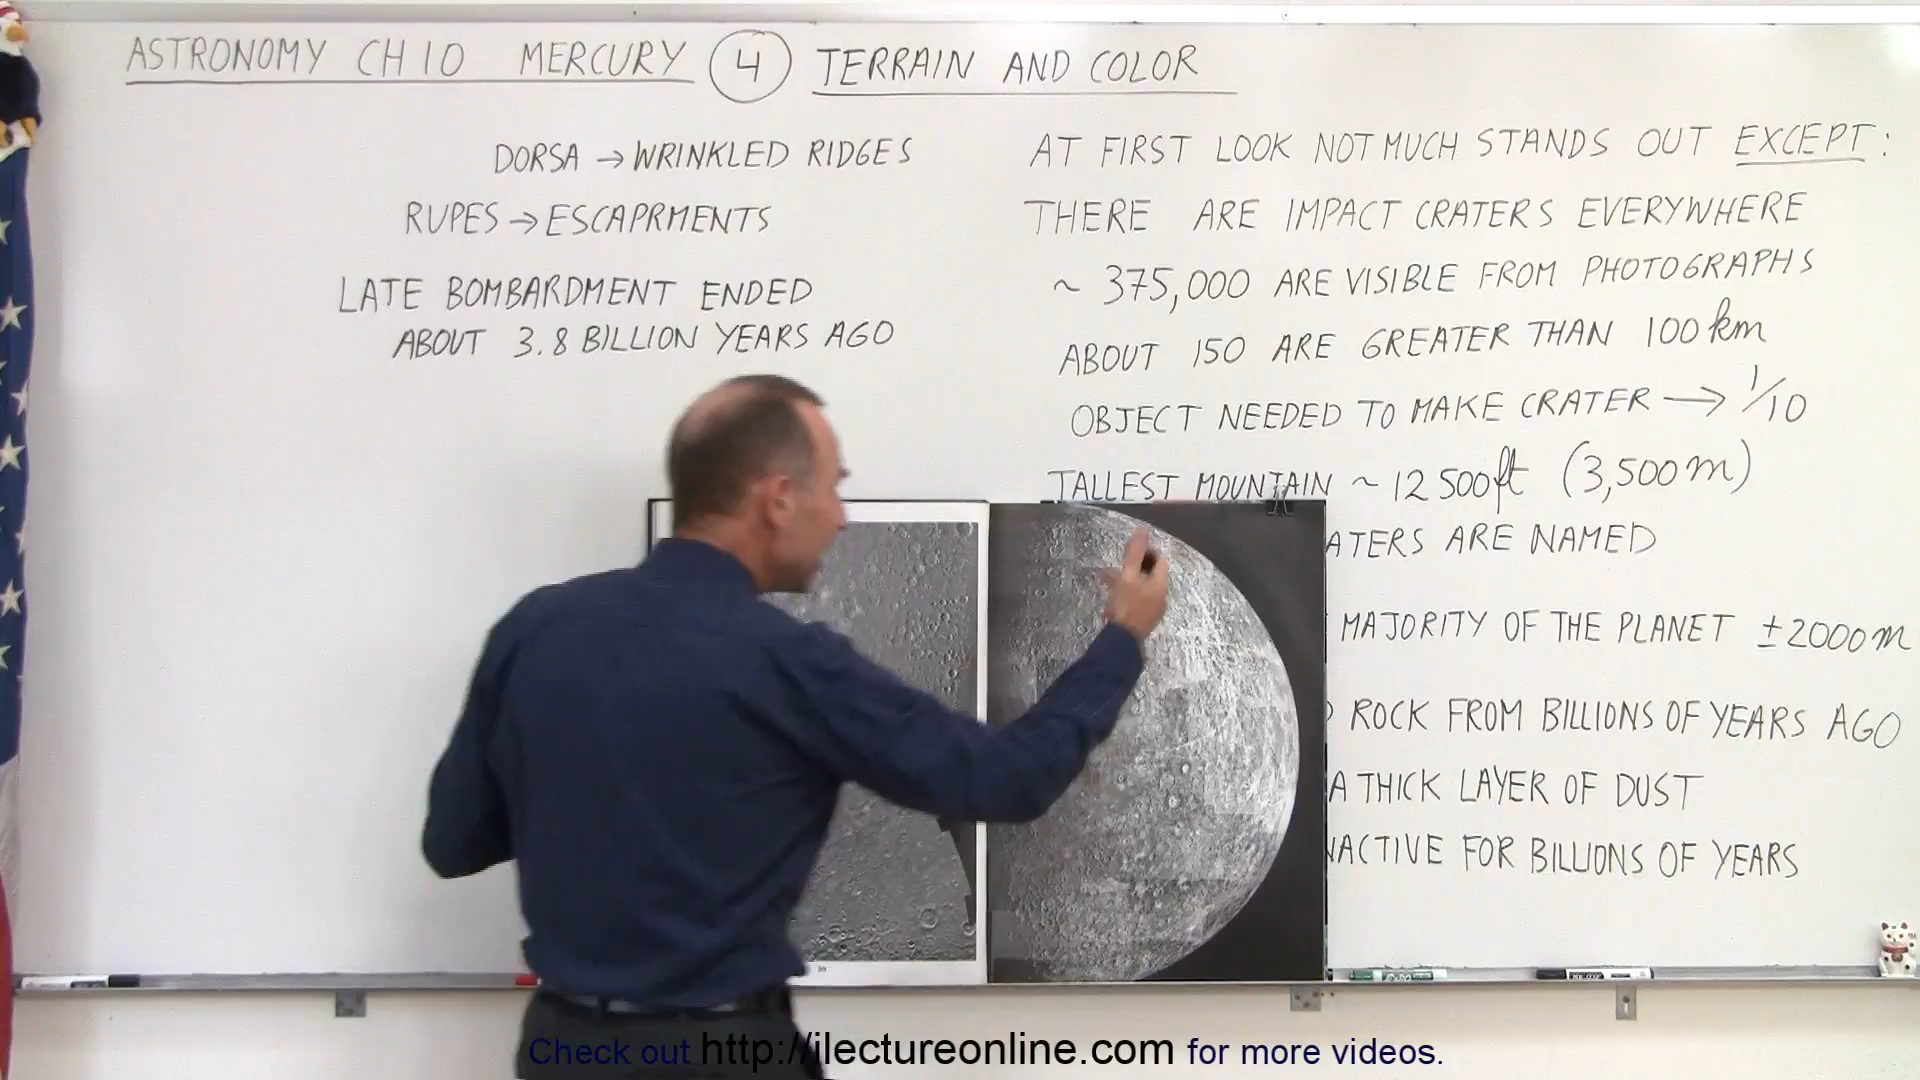 ASTRONOMY CH 10 MERCURY 4 TERRAIN AND COLOR
DORSA → WRINKLED RIDGES
RUPES → ESCAPRMENTS
LATE BOMBARDMENT ENDED
ABOUT 3.8 BILLION YEARS AGO
AT FIRST LOOK NOT MUCH STANDS OUT EXCEPT:
THERE ARE IMPACT CRATERS EVERYWHERE
~ 375,000 ARE VISIBLE FROM PHOTOGRAPHS
ABOUT 150 ARE GREATER THAN 100 km
OBJECT NEEDED TO MAKE CRATER → 1/10
TALLEST MOUNTAIN ~ 12 500 ft (3,500 m)
ATERS ARE NAMED
MAJORITY OF THE PLANET ± 2000 m
ROCK FROM BILLIONS OF YEARS AGO
A THICK LAYER OF DUST
NACTIVE FOR BILLIONS OF YEARS
Check out http://ilectureonline.com for more videos.